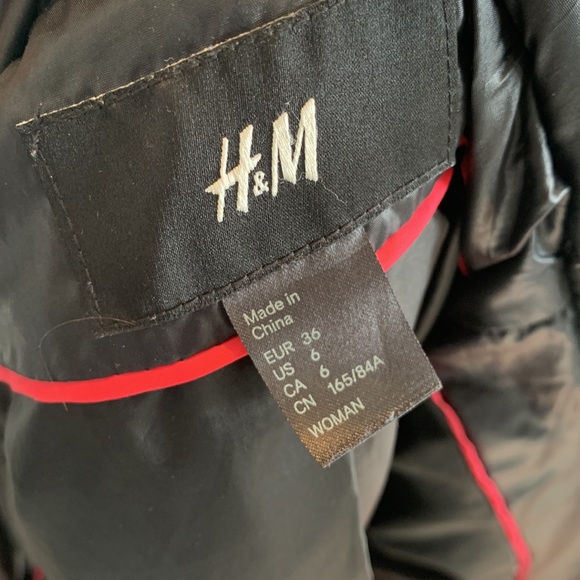 H&M
Made in
China
EUR 36
US 6
CA 6
CN 165/84A
WOMAN